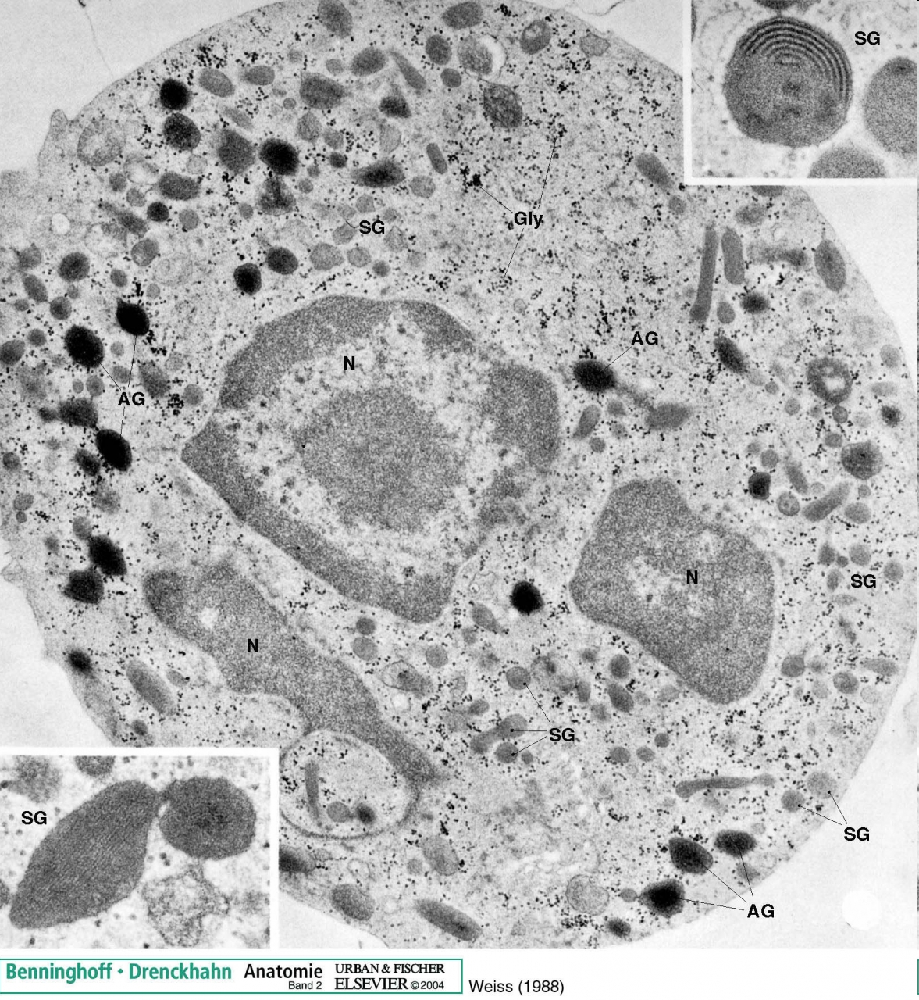 SG
Gly
SG
AG
N
AG
N
SG
N
SG
SG
SG
AG
Benninghoff • Drenckhahn Anatomie
Band 2
URBAN & FISCHER
ELSEVIER © 2004
Weiss (1988)